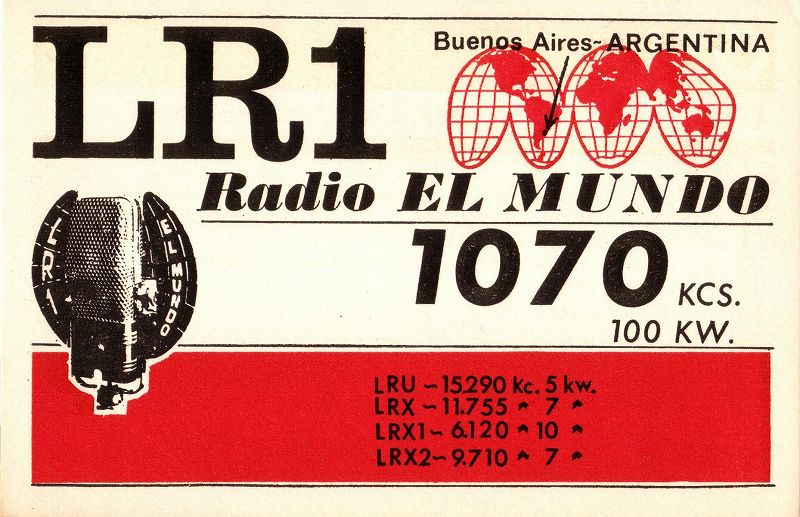 LR1
Buenos Aires~ARGENTINA
Radio EL MUNDO
LR1
EL MUNDO
1070 KCS.
100 KW.
LRU ~ 15.290 kc. 5 kw.
LRX ~ 11.755 " 7 "
LRX1 ~ 6.120 " 10 "
LRX2 ~ 9.710 " 7 "